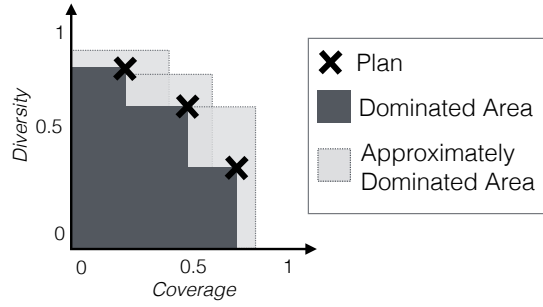 1
Diversity
0.5
0
0
0.5
1
Coverage
Plan
Dominated Area
Approximately
Dominated Area